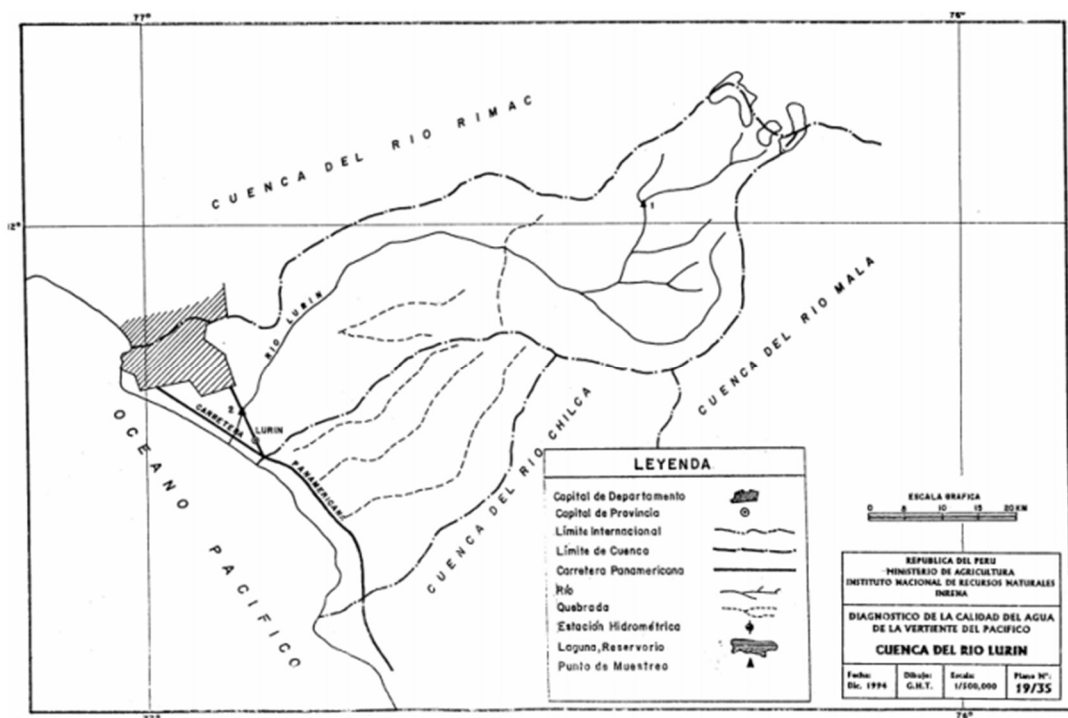 77°
76°
CUENCA DEL RIO RIMAC
12°
1
RIO LURIN
CUENCA DEL RIO MALA
2
LURIN
CARRETERA
PANAMERICANA
CUENCA DEL RIO CHILCA
OCEANO PACIFICO
LEYENDA
Capital de Departamento
Capital de Provincia
Límite Internacional
Límite de Cuenca
Carretera Panamericana
Río
Quebrada
Estación Hidrométrica
Laguna, Reservorio
Punto de Muestreo
ESCALA GRAFICA
0 5 10 15 20 KM
REPUBLICA DEL PERU
MINISTERIO DE AGRICULTURA
INSTITUTO NACIONAL DE RECURSOS NATURALES
INRENA
DIAGNOSTICO DE LA CALIDAD DEL AGUA
DE LA VERTIENTE DEL PACIFICO
CUENCA DEL RIO LURIN
Fecha: Dibujo: Escala: Plano Nº:
Dic. 1994 G.H.T. 1/500,000 19/35